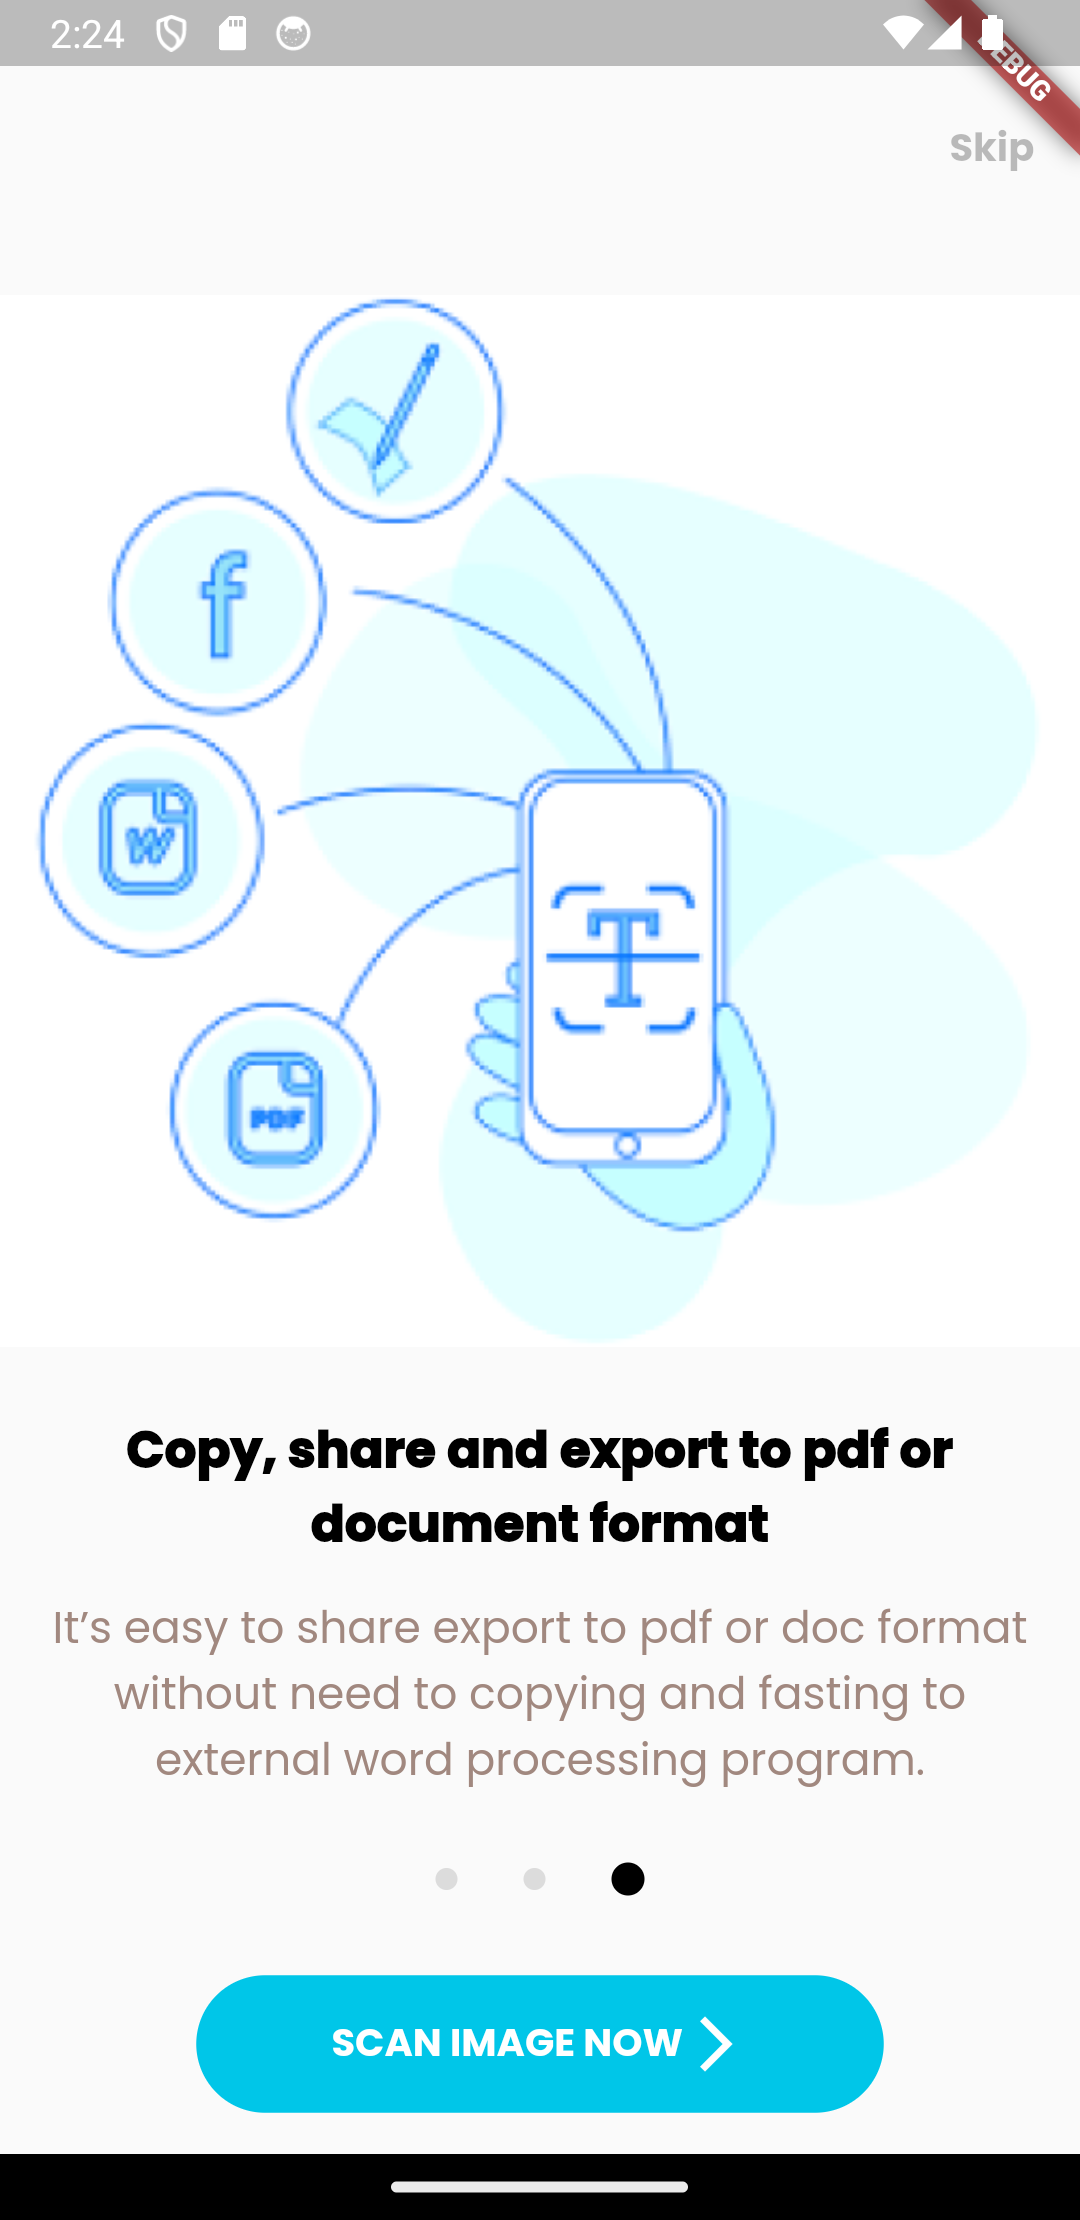 2:24
DEBUG
Skip
f
W
T
PDF
Copy, share and export to pdf or
document format
It’s easy to share export to pdf or doc format
without need to copying and fasting to
external word processing program.
SCAN IMAGE NOW